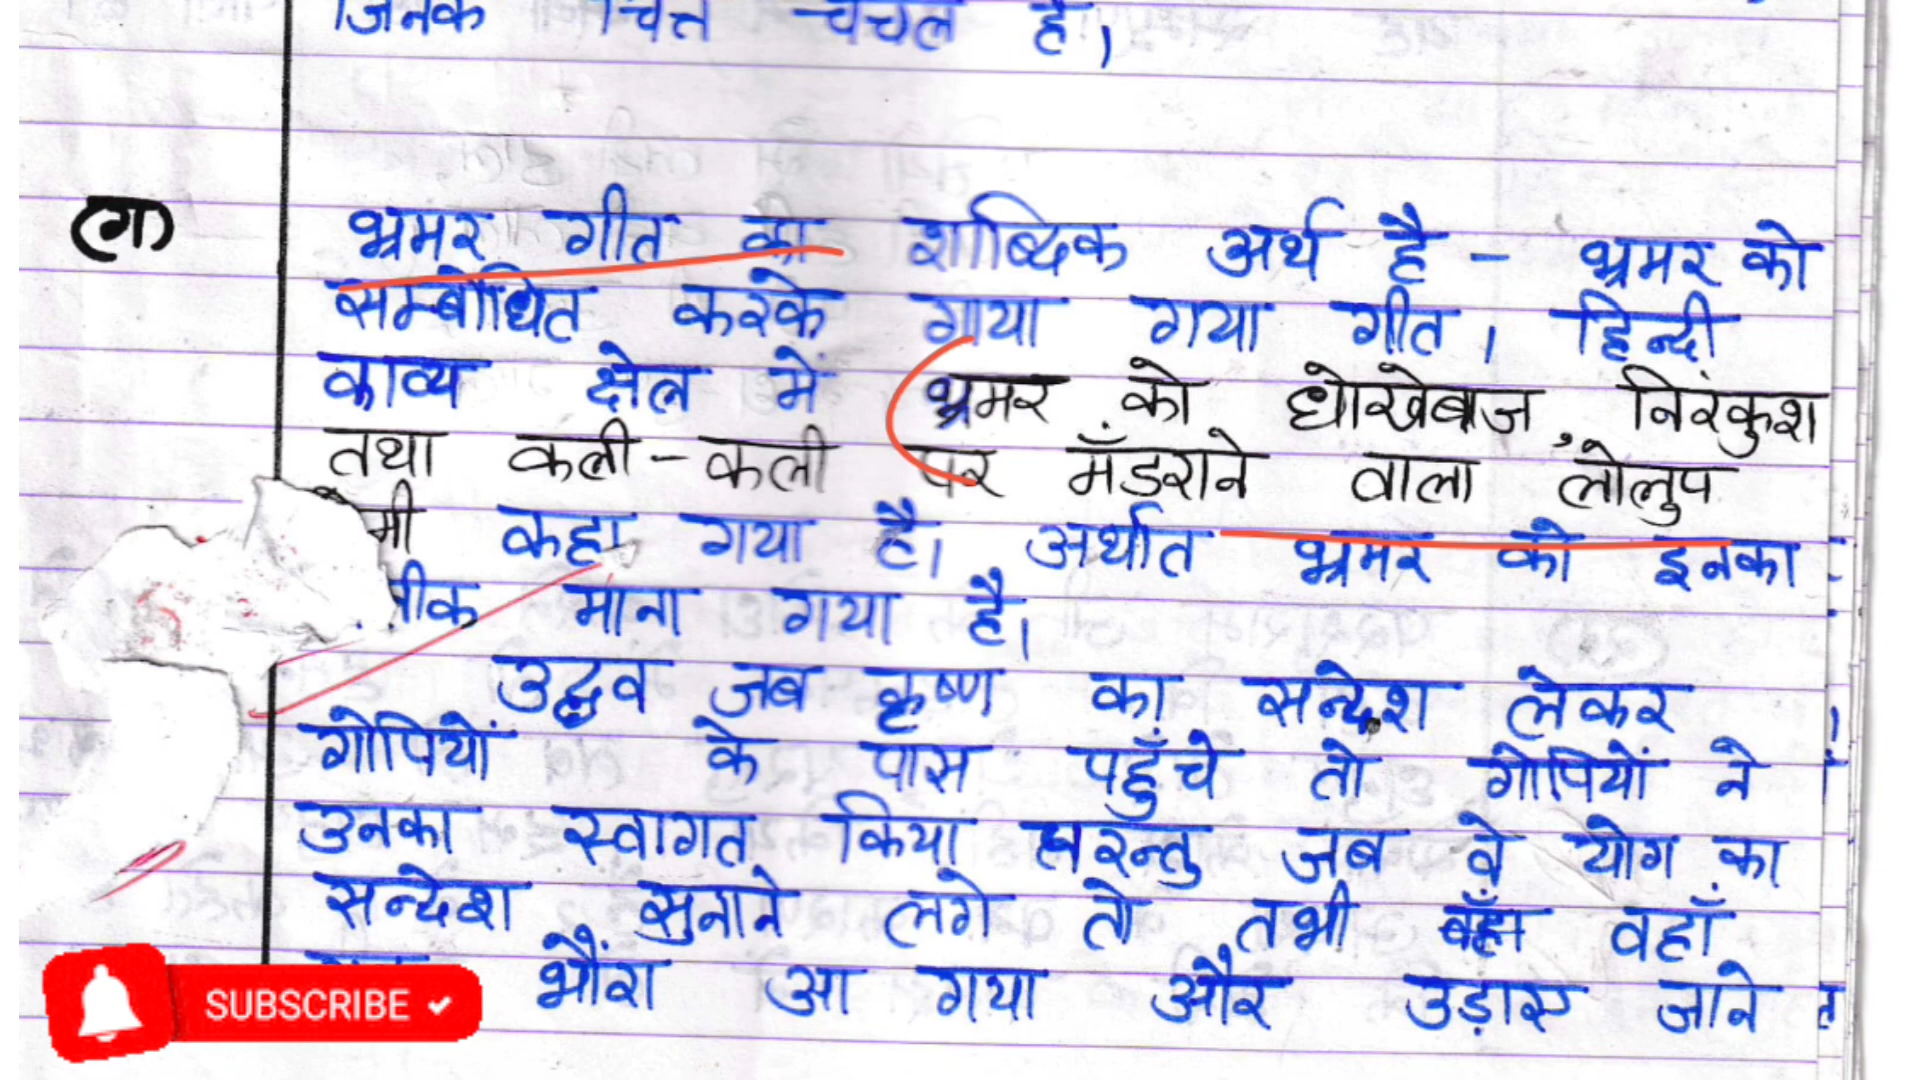 जिनके चित्त चंचल हैं।
(ग) भ्रमर गीत का शाब्दिक अर्थ है - भ्रमर को
सम्बोधित करके गाया गया गीत। हिन्दी
काव्य क्षेत्र में भ्रमर को धोखेबाज, निरंकुश
तथा कली-कली पर मँडराने वाला लोलुप
मी कहा गया है। अर्थात भ्रमर को इनका
तीक माना गया है।
उद्धव जब कृष्ण का सन्देश लेकर
गोपियों के पास पहुँचे तो गोपियों ने
उनका स्वागत किया परन्तु जब वे योग का
सन्देश सुनाने लगे तो तभी वहाँ
भौंरा आ गया और उड़ाए जाने
SUBSCRIBE